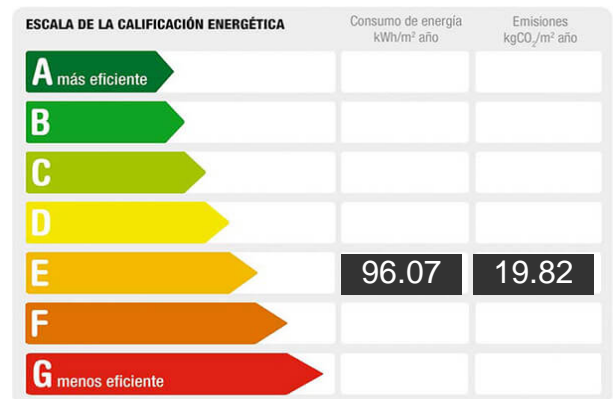 ESCALA DE LA CALIFICACIÓN ENERGÉTICA
Consumo de energía
kWh/m² año
Emisiones
kgCO₂/m² año
A más eficiente
B
C
D
E 96.07 19.82
F
G menos eficiente